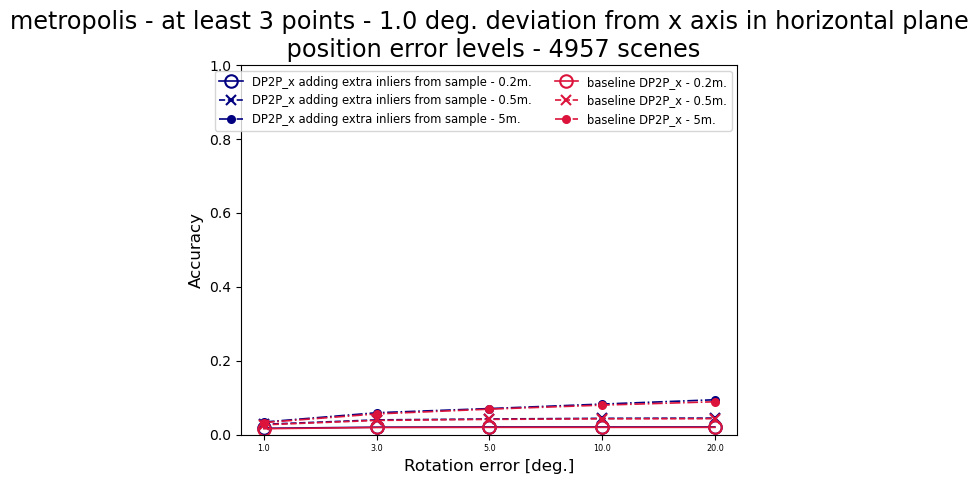 metropolis - at least 3 points - 1.0 deg. deviation from x axis in horizontal plane
position error levels - 4957 scenes
DP2P_x adding extra inliers from sample - 0.2m.
DP2P_x adding extra inliers from sample - 0.5m.
DP2P_x adding extra inliers from sample - 5m.
baseline DP2P_x - 0.2m.
baseline DP2P_x - 0.5m.
baseline DP2P_x - 5m.
Accuracy
1.0
0.8
0.6
0.4
0.2
0.0
1.0
3.0
5.0
10.0
20.0
Rotation error [deg.]